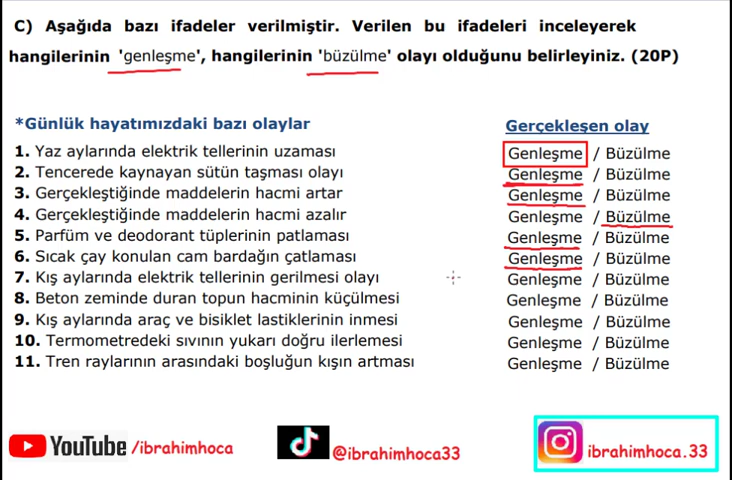 C) Aşağıda bazı ifadeler verilmiştir. Verilen bu ifadeleri inceleyerek
hangilerinin 'genleşme', hangilerinin 'büzülme' olayı olduğunu belirleyiniz. (20P)
*Günlük hayatımızdaki bazı olaylar Gerçekleşen olay
1. Yaz aylarında elektrik tellerinin uzaması Genleşme / Büzülme
2. Tencerede kaynayan sütün taşması olayı Genleşme / Büzülme
3. Gerçekleştiğinde maddelerin hacmi artar Genleşme / Büzülme
4. Gerçekleştiğinde maddelerin hacmi azalır Genleşme / Büzülme
5. Parfüm ve deodorant tüplerinin patlaması Genleşme / Büzülme
6. Sıcak çay konulan cam bardağın çatlaması Genleşme / Büzülme
7. Kış aylarında elektrik tellerinin gerilmesi olayı Genleşme / Büzülme
8. Beton zeminde duran topun hacminin küçülmesi Genleşme / Büzülme
9. Kış aylarında araç ve bisiklet lastiklerinin inmesi Genleşme / Büzülme
10. Termometredeki sıvının yukarı doğru ilerlemesi Genleşme / Büzülme
11. Tren raylarının arasındaki boşluğun kışın artması Genleşme / Büzülme
YouTube /ibrahimhoca @ibrahimhoca33 ibrahimhoca.33